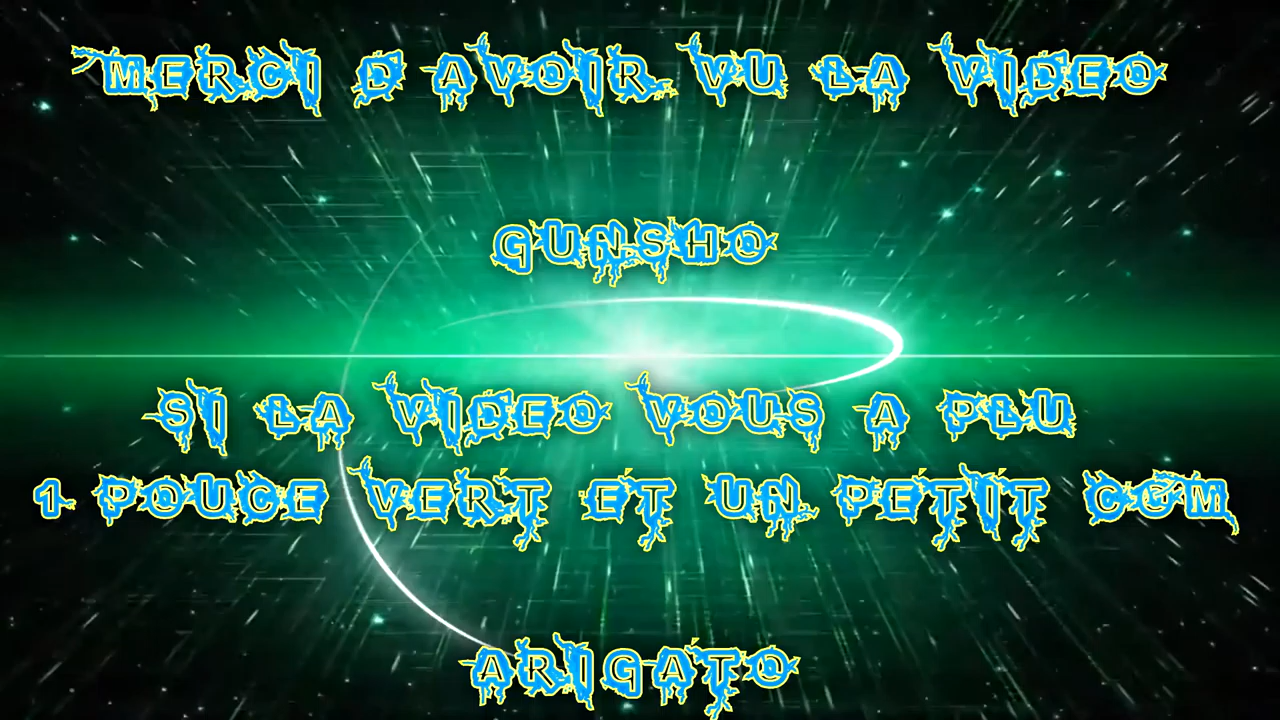 MERCI D AVOIR VU LA VIDEO
GUNSHO
SI LA VIDEO VOUS A PLU
1 POUCE VERT ET UN PETIT COM
ARIGATO